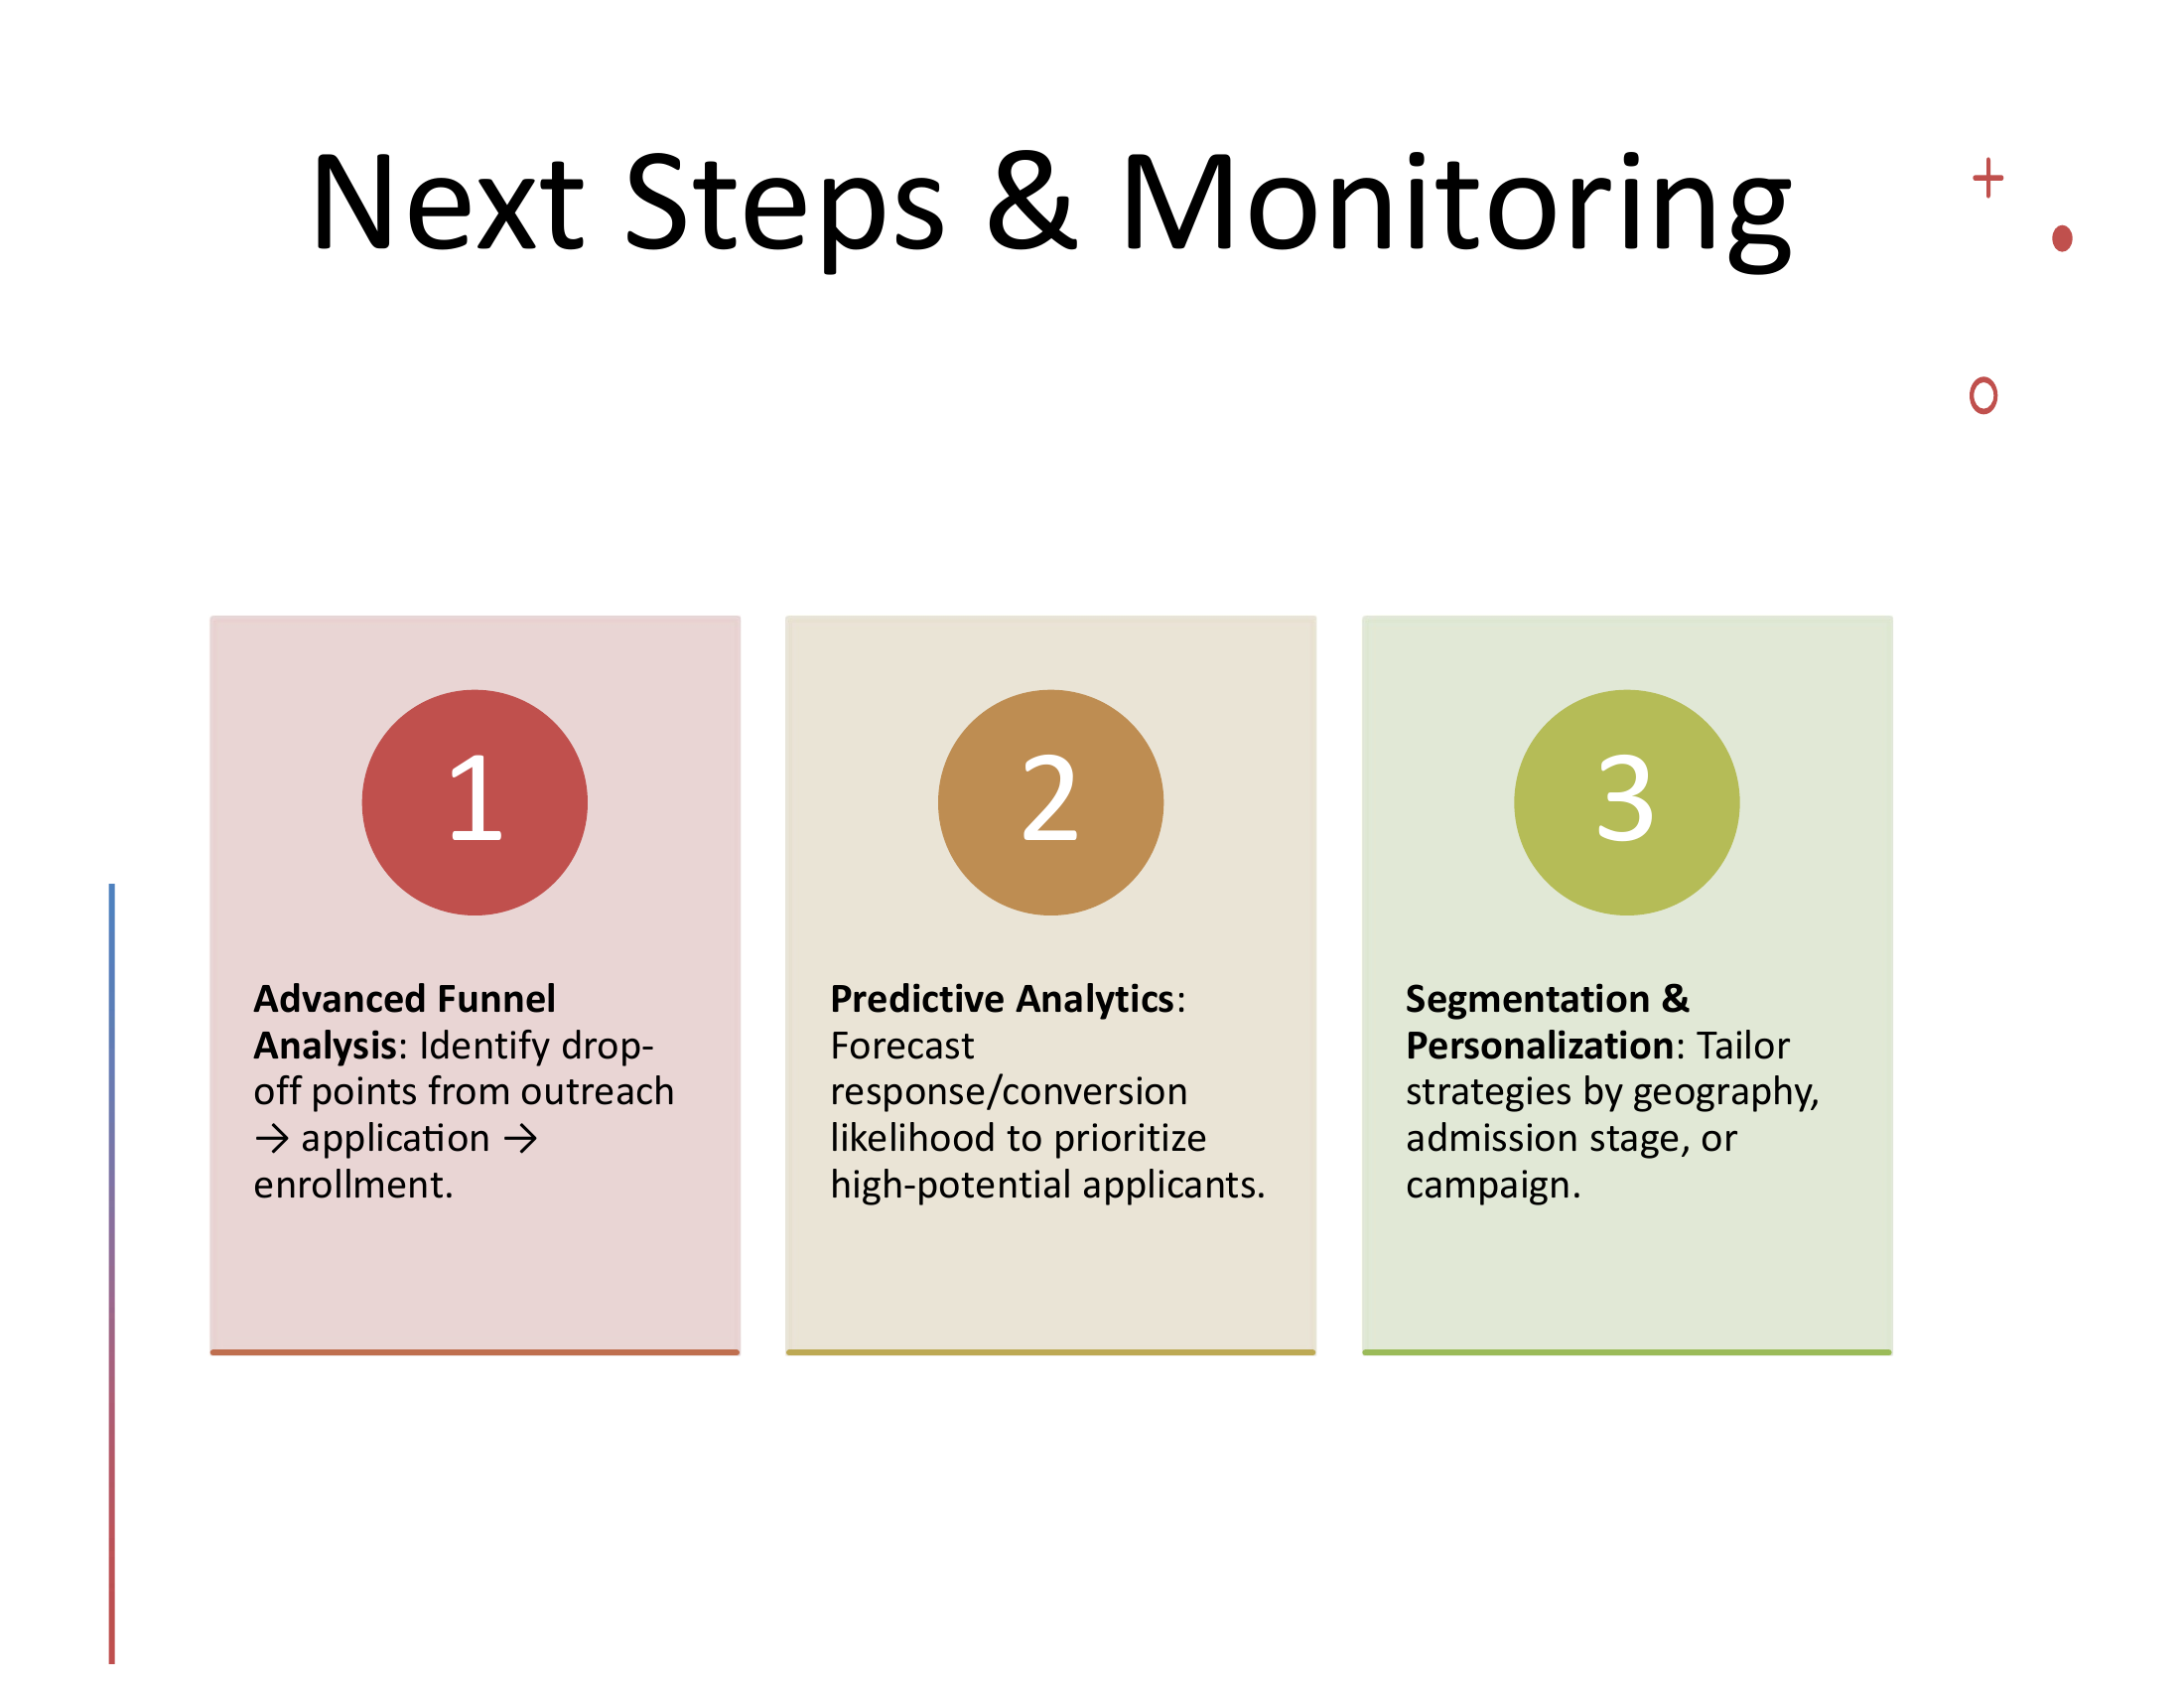 Next Steps & Monitoring
1
Advanced Funnel
Analysis: Identify drop-
off points from outreach
→ application →
enrollment.
2
Predictive Analytics:
Forecast
response/conversion
likelihood to prioritize
high-potential applicants.
3
Segmentation &
Personalization: Tailor
strategies by geography,
admission stage, or
campaign.